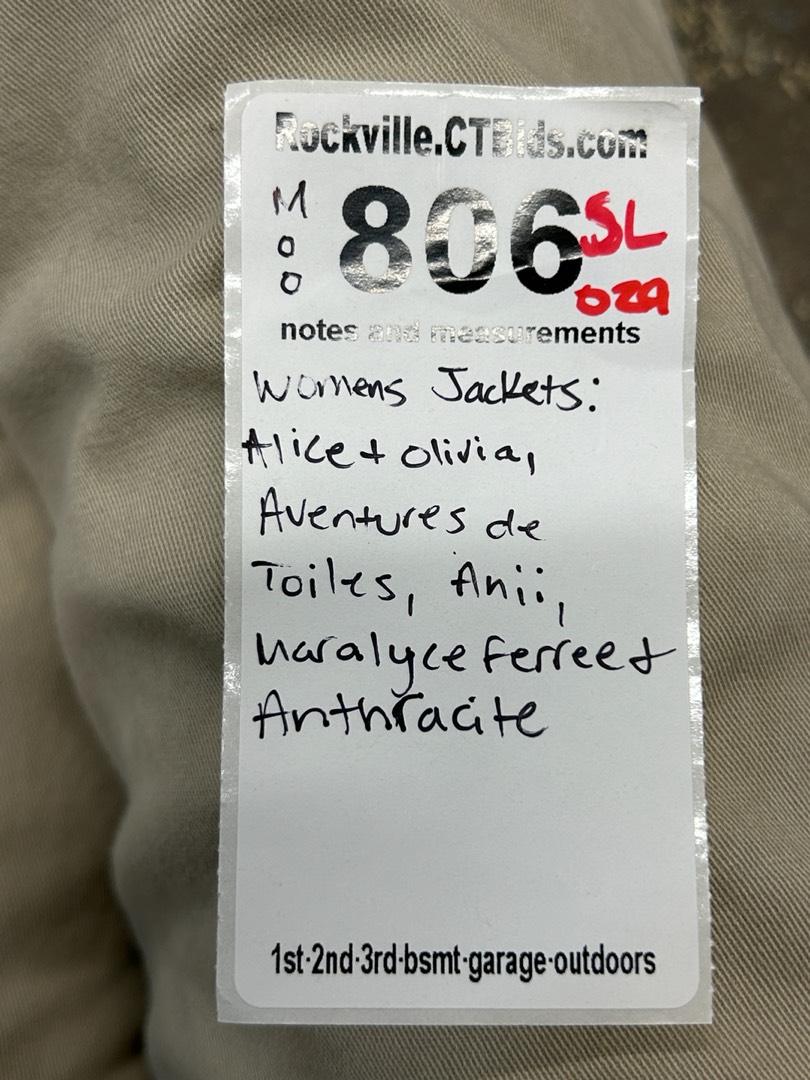 Rockville.CTBids.com
M
o
o
806
SL
029
notes and measurements
Womens Jackets:
Alice + olivia,
Aventures de
Toiles, Anii,
Maralyce Ferree +
Anthracite
1st·2nd·3rd·bsmt·garage·outdoors